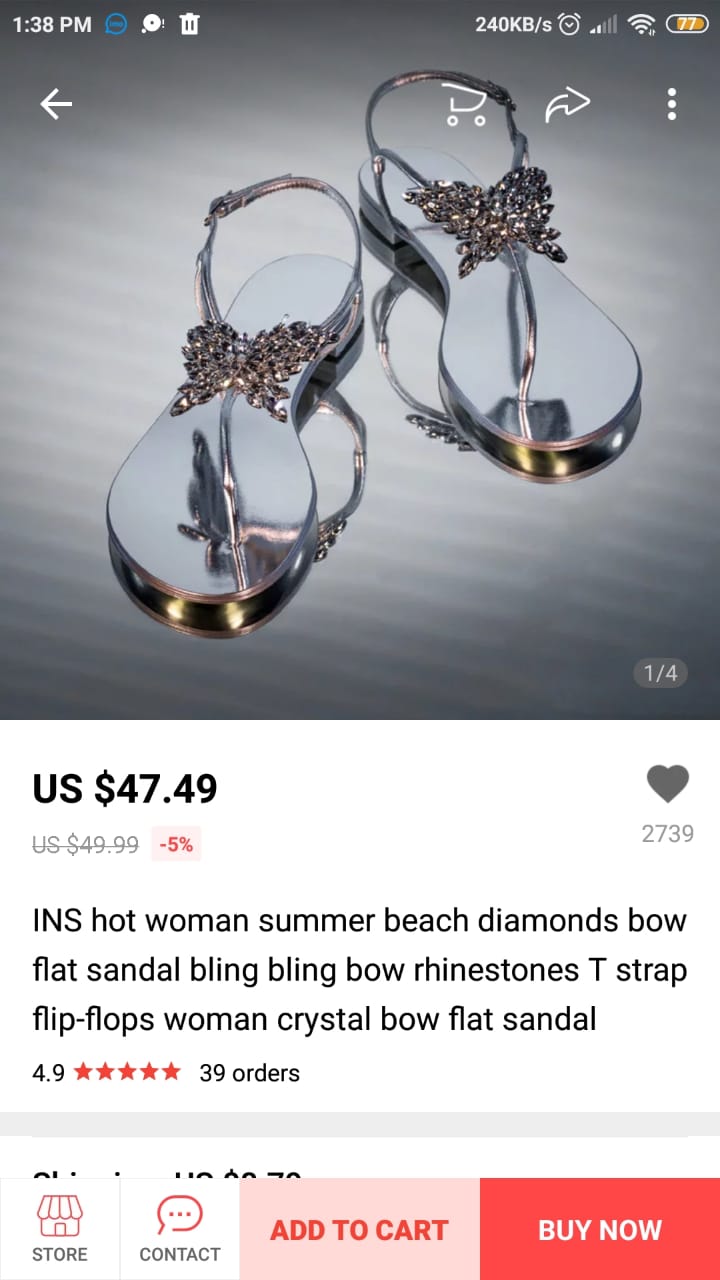 1:38 PM
240KB/s
77
1/4
US $47.49
US $49.99 -5%
2739
INS hot woman summer beach diamonds bow
flat sandal bling bling bow rhinestones T strap
flip-flops woman crystal bow flat sandal
4.9 39 orders
STORE
CONTACT
ADD TO CART
BUY NOW